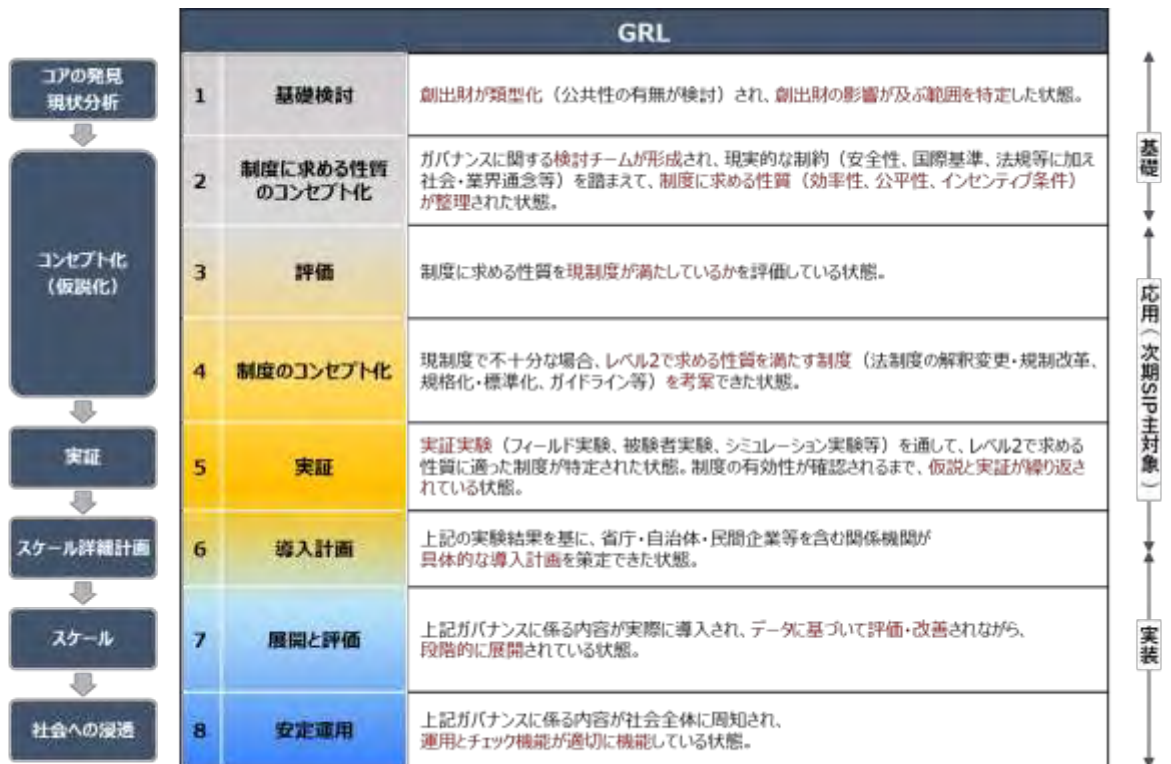 GRL
コアの発見
現状分析
コンセプト化
（仮説化）
実証
スケール詳細計画
スケール
社会への浸透
1
基礎検討
創出財が類型化（公共性の有無が検討）され、創出財の影響が及ぶ範囲を特定した状態。
2
制度に求める性質
のコンセプト化
ガバナンスに関する検討チームが形成され、現実的な制約（安全性、国際基準、法規等に加え
社会・業界通念等）を踏まえて、制度に求める性質（効率性、公平性、インセンティブ条件）
が整理された状態。
3
評価
制度に求める性質を現制度が満たしているかを評価している状態。
4
制度のコンセプト化
現制度で不十分な場合、レベル2で求める性質を満たす制度（法制度の解釈変更・規制改革、
規格化・標準化、ガイドライン等）を考案できた状態。
5
実証
実証実験（フィールド実験、被験者実験、シミュレーション実験等）を通して、レベル2で求める
性質に適った制度が特定された状態。制度の有効性が確認されるまで、仮説と実証が繰り返さ
れている状態。
6
導入計画
上記の実験結果を基に、省庁・自治体・民間企業等を含む関係機関が
具体的な導入計画を策定できた状態。
7
展開と評価
上記ガバナンスに係る内容が実際に導入され、データに基づいて評価・改善されながら、
段階的に展開されている状態。
8
安定運用
上記ガバナンスに係る内容が社会全体に周知され、
運用とチェック機能が適切に機能している状態。
基礎
応用（次期SIP主対象）
実装